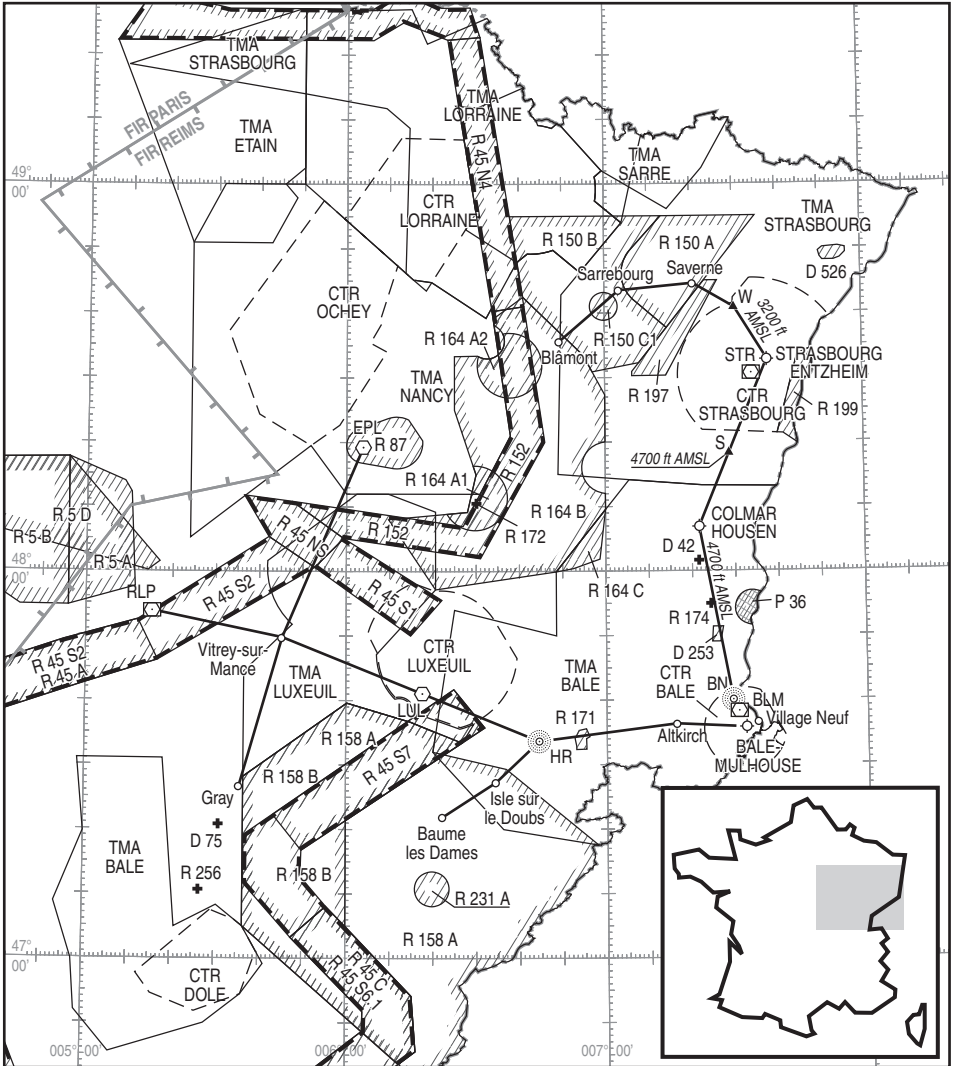 TMA
STRASBOURG
FIR PARIS
FIR REIMS
TMA
ETAIN
TMA
LORRAINE
R 45 N4
TMA
SARRE
49°
00'
CTR
LORRAINE
TMA
STRASBOURG
R 150 B
R 150 A
D 526
Sarrebourg
Saverne
CTR
OCHEY
W
3200 ft
AMSL
R 164 A2
Blâmont
R 150 C1
STR
STRASBOURG
ENTZHEIM
TMA
NANCY
R 197
CTR
STRASBOURG
R 199
EPL
R 87
S
4700 ft AMSL
R 152
R 164 A1
R 5 D
R 5 B
R 5 A
R 45 NS
R 152
R 172
R 164 B
COLMAR
HOUSEN
D 42
4700 ft AMSL
48°
00'
RLP
R 45 S2
R 45 S1
R 164 C
P 36
R 174
D 253
R 45 S2
R 45 A
Vitrey-sur-
Mance
TMA
LUXEUIL
CTR
LUXEUIL
TMA
BALE
CTR
BALE
BN
BLM
Village Neuf
LUL
R 171
R 158 A
R 45 S7
HR
Altkirch
BALE-
MULHOUSE
R 158 B
Gray
Isle sur
le Doubs
D 75
Baume
les Dames
TMA
BALE
R 256
R 158 B
R 231 A
R 158 A
47°
00'
CTR
DOLE
R 45 C
R 45 S6.1
005° 00'
006° 00'
007° 00'